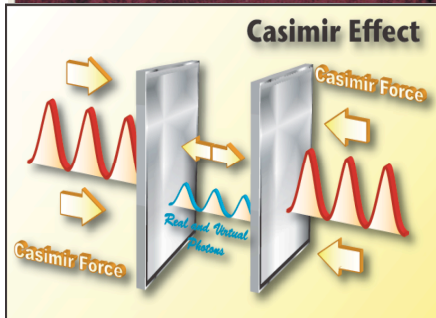 Casimir Effect
Casimir Force
Real and Virtual
Photons
Casimir Force